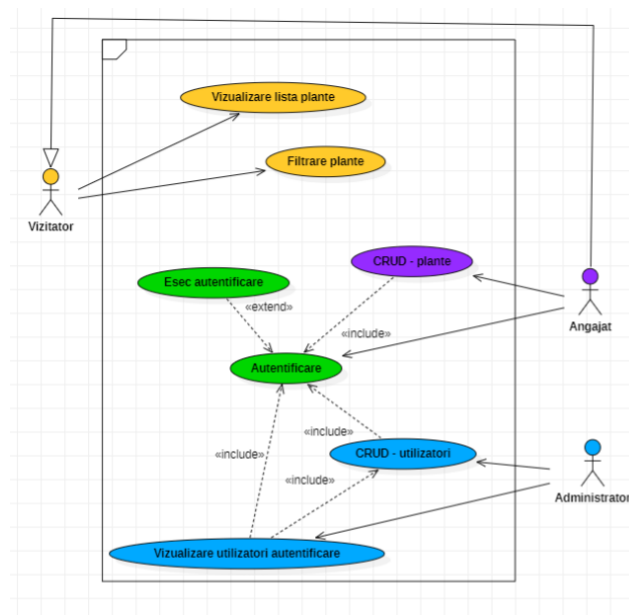 Vizualizare lista plante
Filtrare plante
Vizitator
CRUD - plante
Esec autentificare
«extend»
Angajat
«include»
Autentificare
«include»
CRUD - utilizatori
«include»
«include»
Administrator
Vizualizare utilizatori autentificare